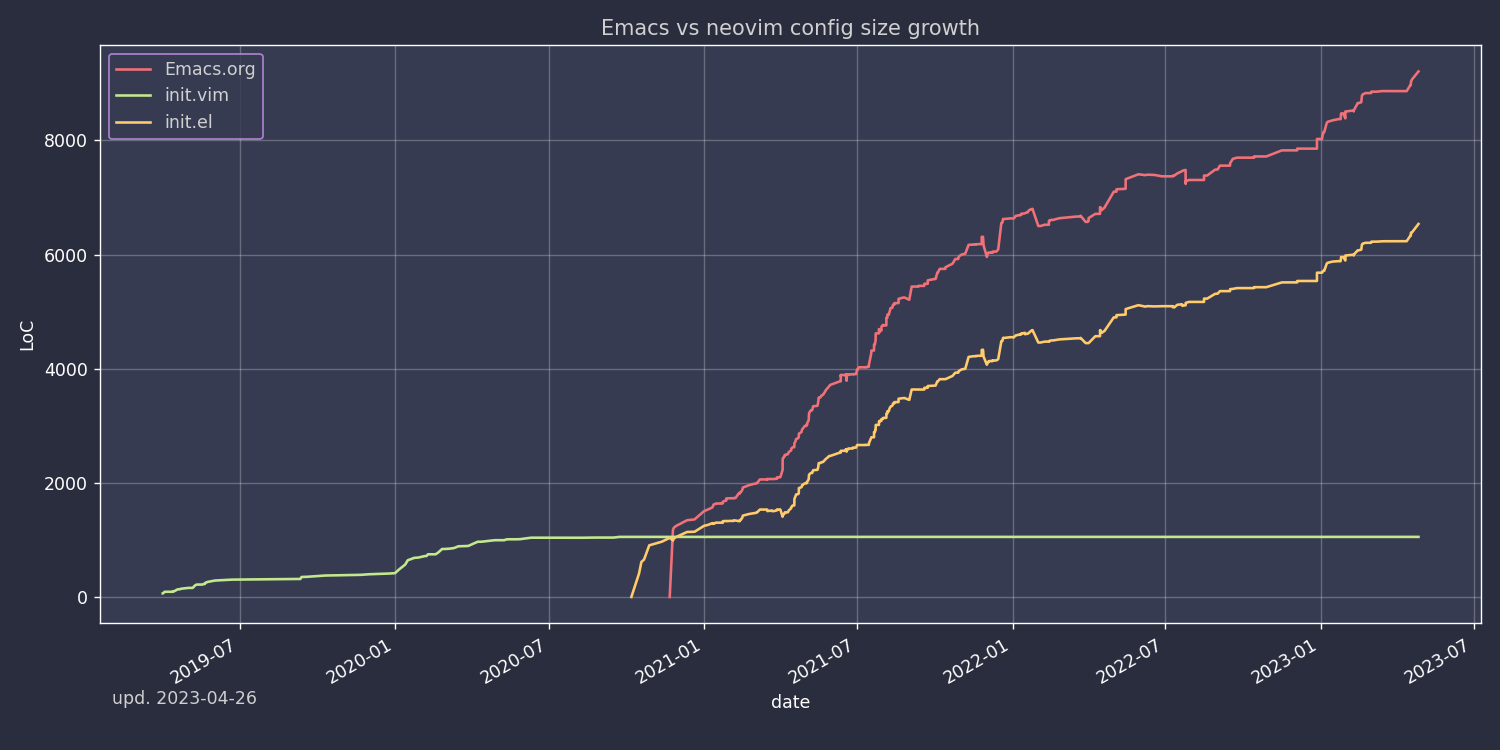 Emacs vs neovim config size growth
Emacs.org
init.vim
init.el
8000
6000
4000
2000
0
LoC
2019-07
2020-01
2020-07
2021-01
2021-07
2022-01
2022-07
2023-01
2023-07
date
upd. 2023-04-26